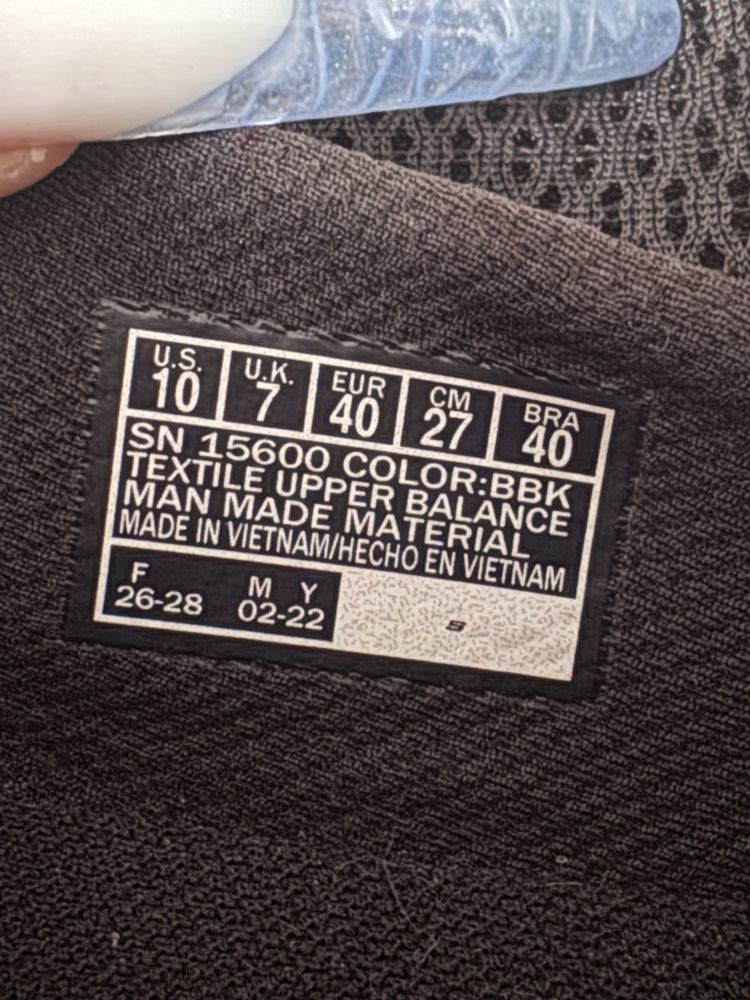 U.S. U.K. EUR CM BRA
10 7 40 27 40
SN 15600 COLOR:BBK
TEXTILE UPPER BALANCE
MAN MADE MATERIAL
MADE IN VIETNAM/HECHO EN VIETNAM
F M Y
26-28 02-22